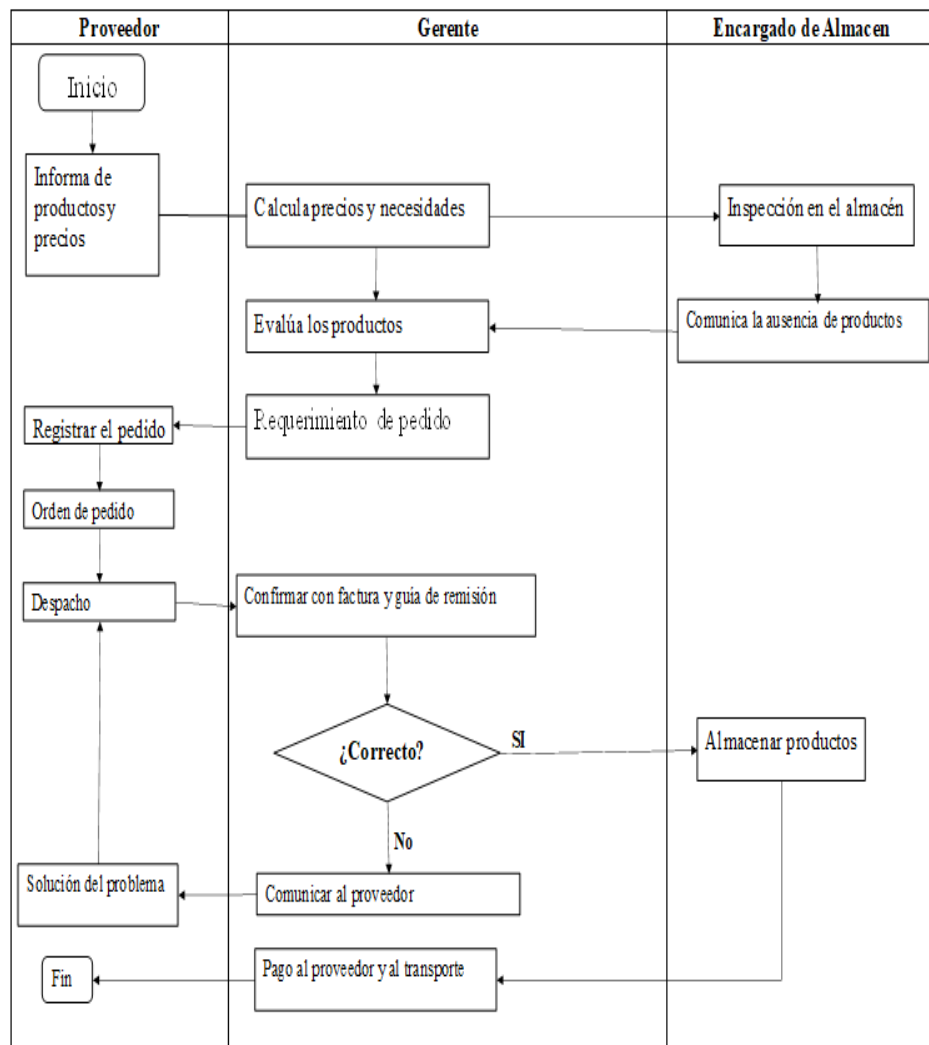 Proveedor
Gerente
Encargado de Almacen
Inicio
Informa de
productos y
precios
Calcula precios y necesidades
Inspección en el almacén
Evalúa los productos
Comunica la ausencia de productos
Requerimiento de pedido
Registrar el pedido
Orden de pedido
Despacho
Confirmar con factura y guía de remisión
¿Correcto?
SI
Almacenar productos
No
Comunicar al proveedor
Solución del problema
Pago al proveedor y al transporte
Fin